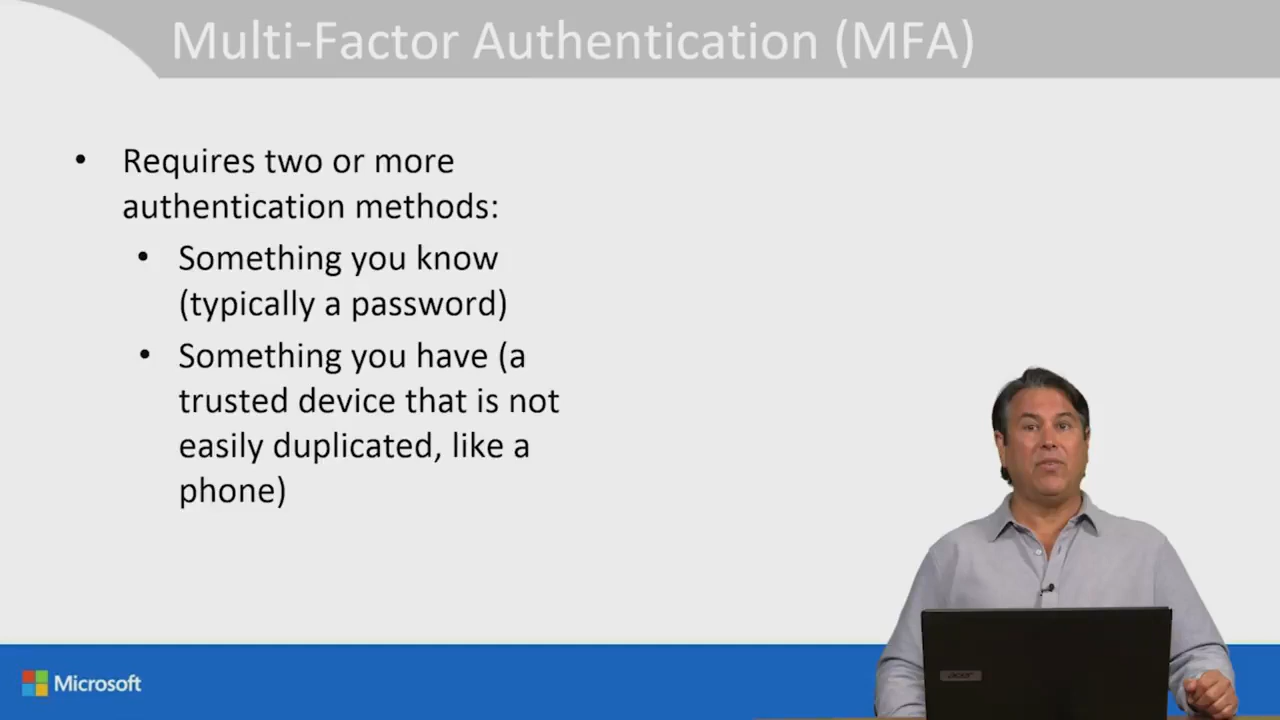 Multi-Factor Authentication (MFA)
• Requires two or more
authentication methods:
• Something you know
(typically a password)
• Something you have (a
trusted device that is not
easily duplicated, like a
phone)
Microsoft
acer